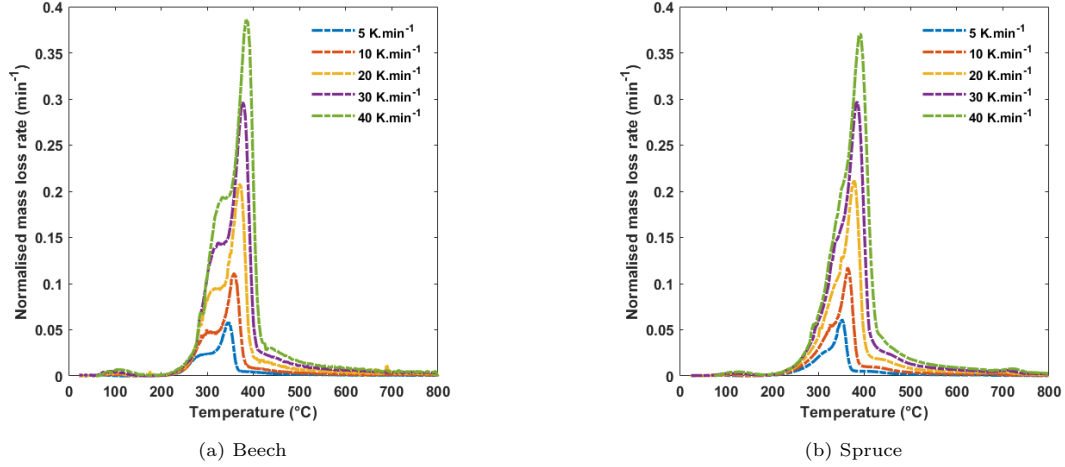 0.4
0.35
0.3
0.25
0.2
0.15
0.1
0.05
0
Normalised mass loss rate (min⁻¹)
5 K.min⁻¹
10 K.min⁻¹
20 K.min⁻¹
30 K.min⁻¹
40 K.min⁻¹
0 100 200 300 400 500 600 700 800
Temperature (°C)
(a) Beech
0.4
0.35
0.3
0.25
0.2
0.15
0.1
0.05
0
Normalised mass loss rate (min⁻¹)
5 K.min⁻¹
10 K.min⁻¹
20 K.min⁻¹
30 K.min⁻¹
40 K.min⁻¹
0 100 200 300 400 500 600 700 800
Temperature (°C)
(b) Spruce